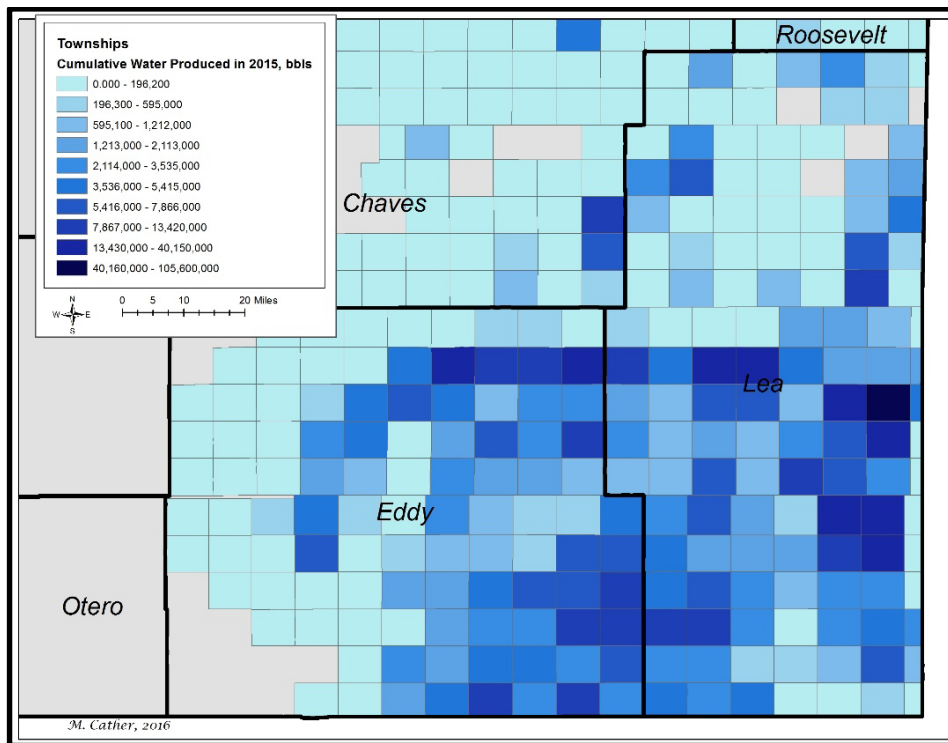 Townships
Cumulative Water Produced in 2015, bbls
0.000 - 196,200
196,300 - 595,000
595,100 - 1,212,000
1,213,000 - 2,113,000
2,114,000 - 3,535,000
3,536,000 - 5,415,000
5,416,000 - 7,866,000
7,867,000 - 13,420,000
13,430,000 - 40,150,000
40,160,000 - 105,600,000
N
W E
S
0 5 10 20 Miles
Roosevelt
Chaves
Lea
Eddy
Otero
M. Cather, 2016